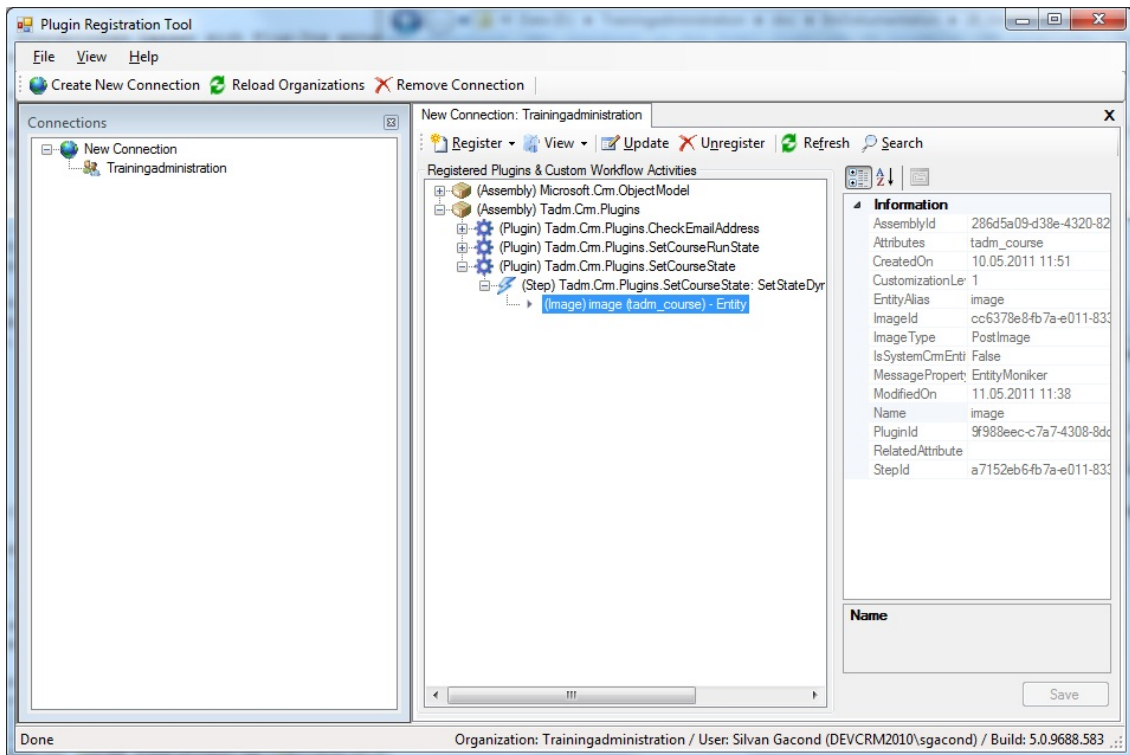 Plugin Registration Tool
File View Help
Create New Connection Reload Organizations Remove Connection
Connections
New Connection
Trainingadministration
New Connection: Trainingadministration X
Register View Update Unregister Refresh Search
Registered Plugins & Custom Workflow Activities
(Assembly) Microsoft.Crm.ObjectModel
(Assembly) Tadm.Crm.Plugins
(Plugin) Tadm.Crm.Plugins.CheckEmailAddress
(Plugin) Tadm.Crm.Plugins.SetCourseRunState
(Plugin) Tadm.Crm.Plugins.SetCourseState
(Step) Tadm.Crm.Plugins.SetCourseState: SetStateDyr
(Image) image (tadm_course) - Entity
Information
AssemblyId 286d5a09-d38e-4320-82
Attributes tadm_course
CreatedOn 10.05.2011 11:51
CustomizationLe 1
EntityAlias image
ImageId cc6378e8-fb7a-e011-833
ImageType PostImage
IsSystemCrmEnti False
MessagePropert EntityMoniker
ModifiedOn 11.05.2011 11:38
Name image
PluginId 9f988eec-c7a7-4308-8dc
RelatedAttribute
StepId a7152eb6-fb7a-e011-833
Name
Save
Done
Organization: Trainingadministration / User: Silvan Gacond (DEVCRM2010\sgacond) / Build: 5.0.9688.583